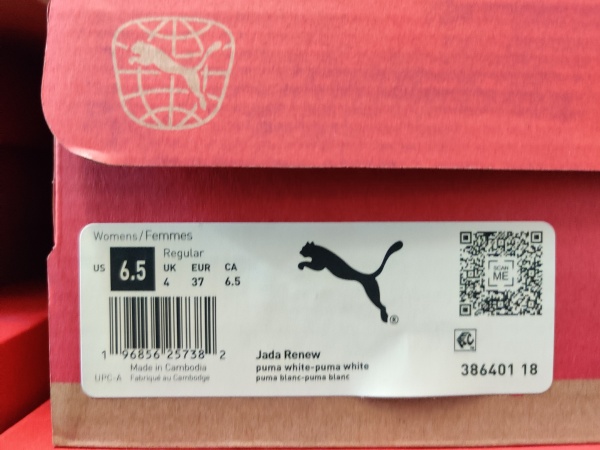 Womens/Femmes
Regular
US 6.5 UK EUR CA
4 37 6.5
SCAN
ME
1 96856 25738 2
UPC-A
Made in Cambodia
Fabriqué au Cambodge
Jada Renew
puma white-puma white
puma blanc-puma blanc
®
386401 18